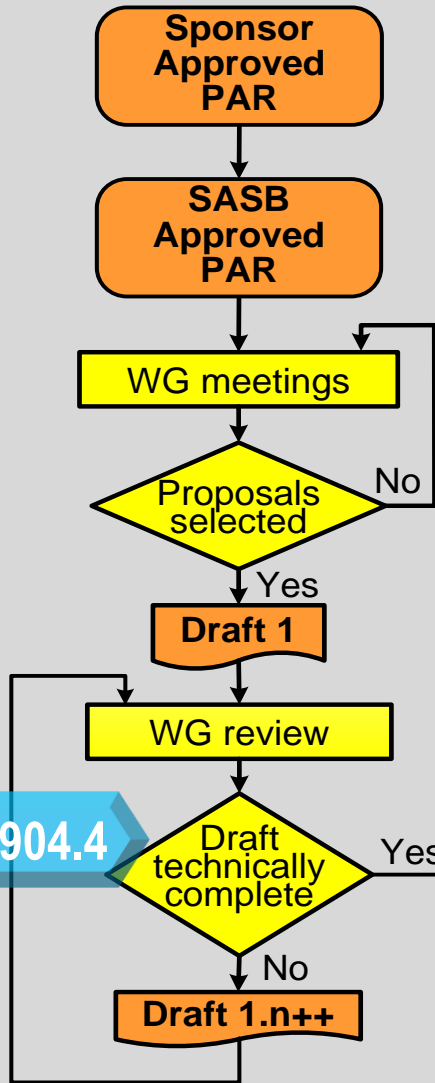 Sponsor
Approved
PAR
SASB
Approved
PAR
WG meetings
Proposals
selected
No
Yes
Draft 1
WG review
904.4
Draft
technically
complete
Yes
No
Draft 1.n++